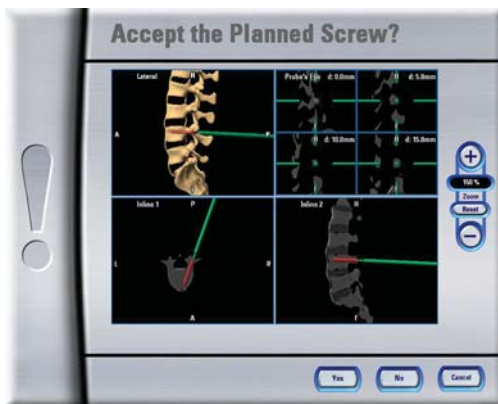 Accept the Planned Screw?
Lateral
H
A
P
Probe's Eye
d: 0.0mm
H
d: 5.0mm
d: 10.0mm
H
d: 15.0mm
Inline 1
P
L
A
Inline 2
H
F
150 %
Zoom
Reset
Yes
No
Cancel